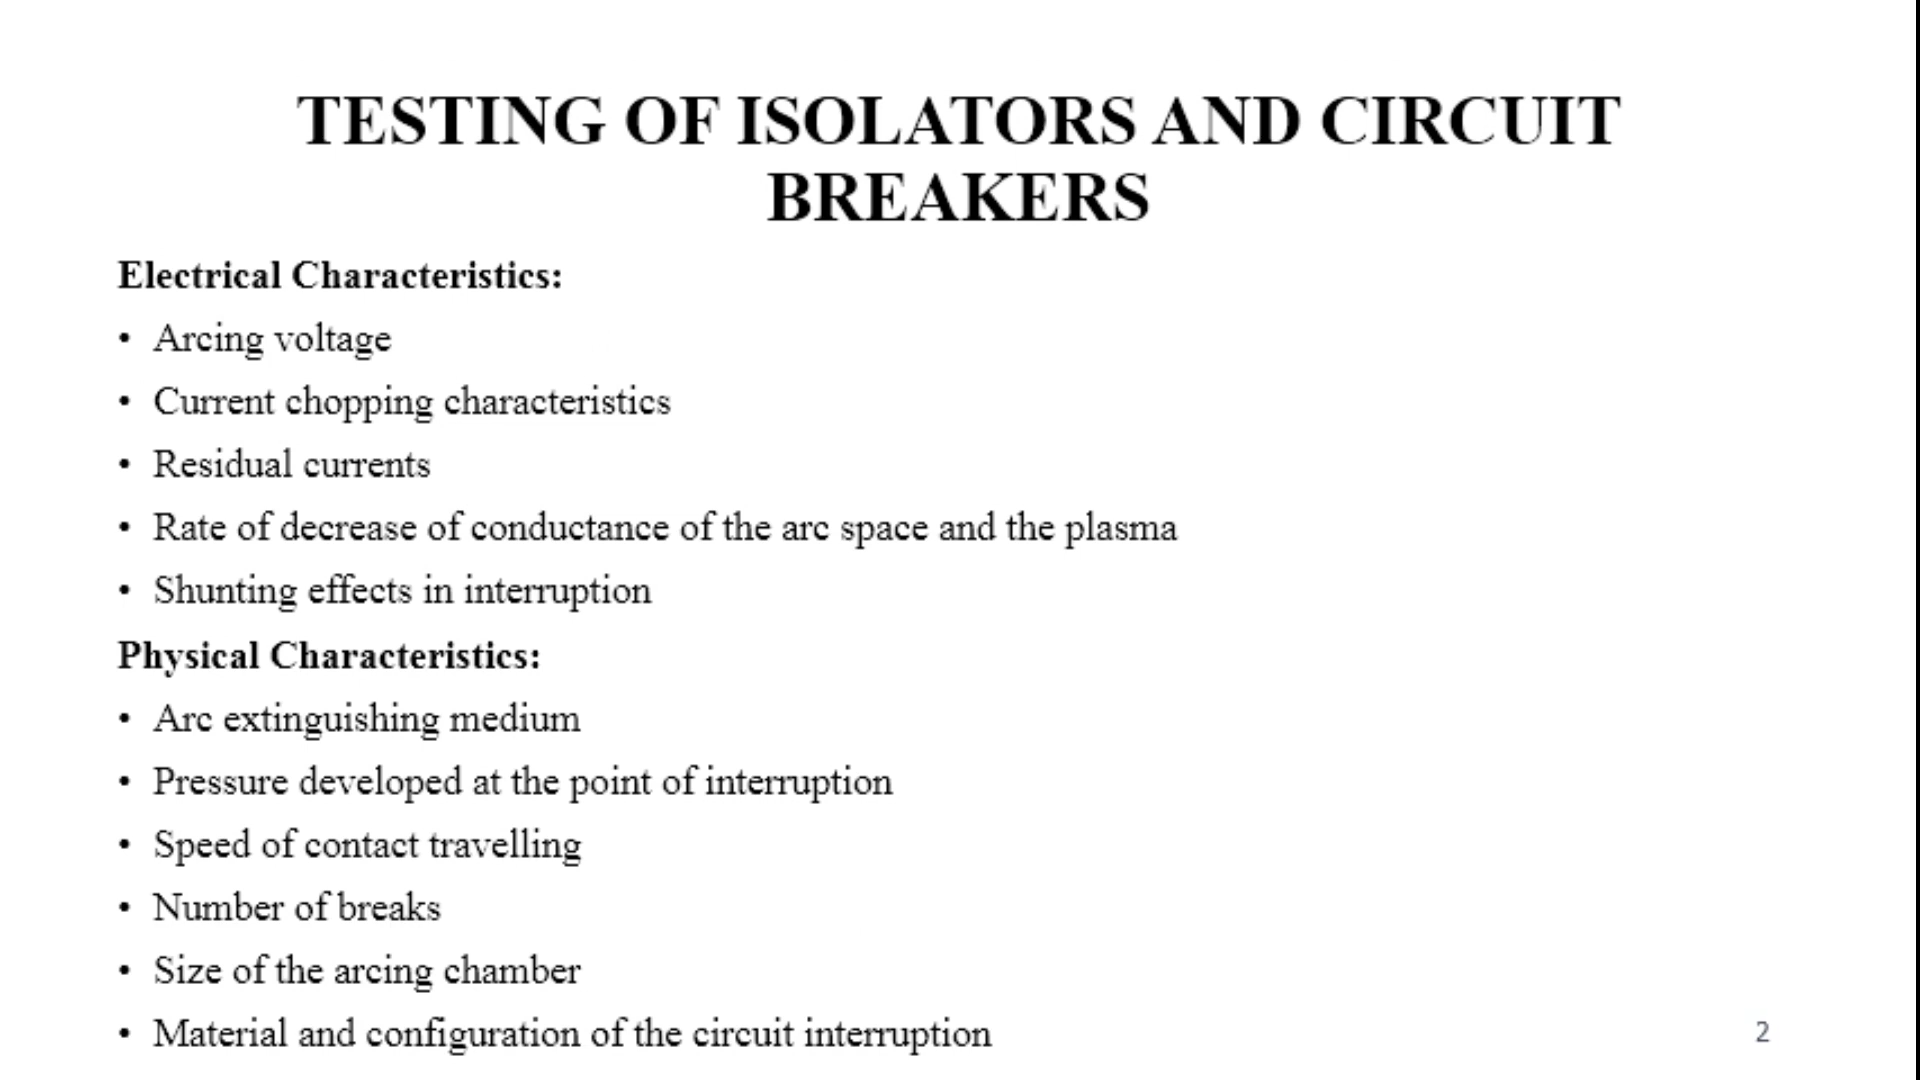 TESTING OF ISOLATORS AND CIRCUIT
BREAKERS
Electrical Characteristics:
• Arcing voltage
• Current chopping characteristics
• Residual currents
• Rate of decrease of conductance of the arc space and the plasma
• Shunting effects in interruption
Physical Characteristics:
• Arc extinguishing medium
• Pressure developed at the point of interruption
• Speed of contact travelling
• Number of breaks
• Size of the arcing chamber
• Material and configuration of the circuit interruption
2